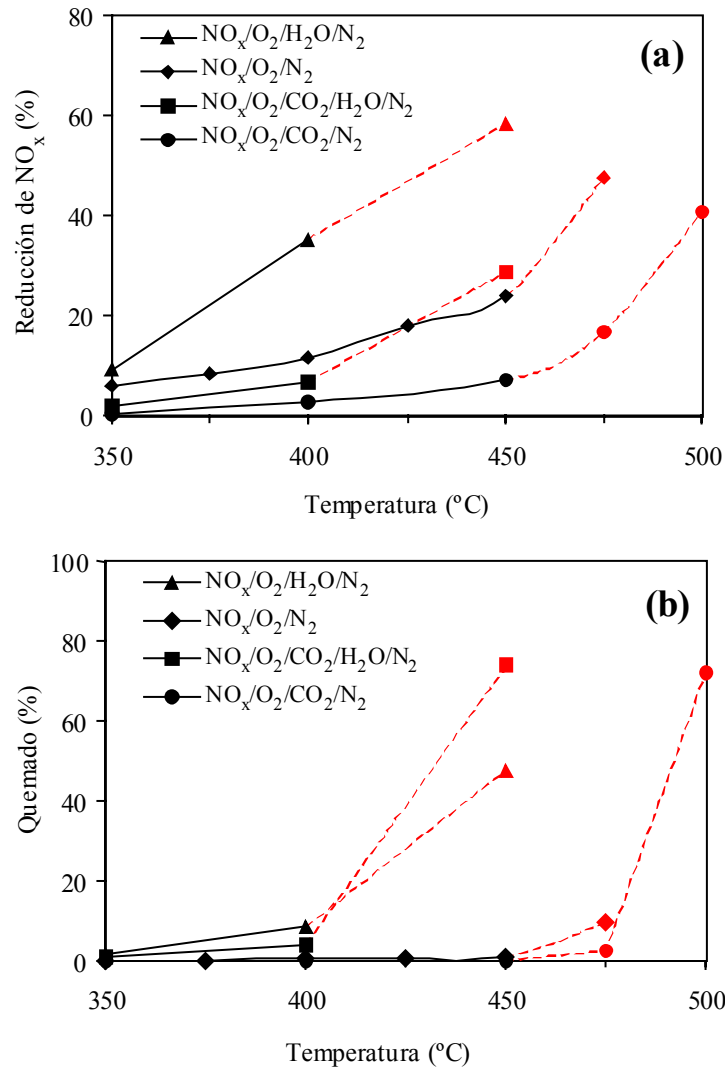 80
60
40
20
0
Reducción de NOx (%)
NOx/O2/H2O/N2
NOx/O2/N2
NOx/O2/CO2/H2O/N2
NOx/O2/CO2/N2
(a)
350 400 450 500
Temperatura (ºC)
100
80
60
40
20
0
Quemado (%)
NOx/O2/H2O/N2
NOx/O2/N2
NOx/O2/CO2/H2O/N2
NOx/O2/CO2/N2
(b)
350 400 450 500
Temperatura (ºC)